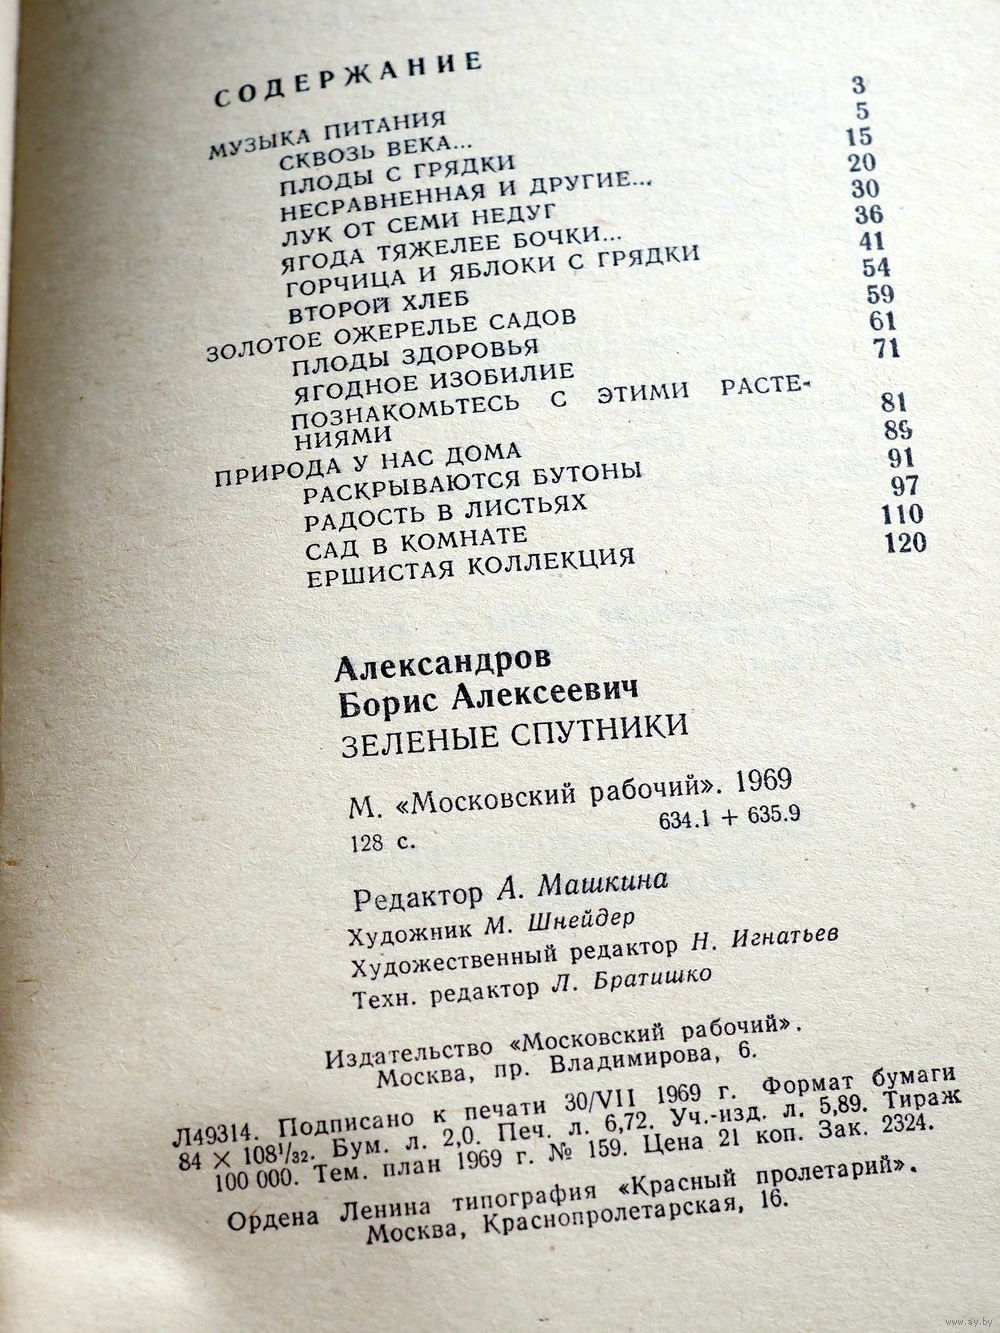 СОДЕРЖАНИЕ
МУЗЫКА ПИТАНИЯ 3
СКВОЗЬ ВЕКА... 5
ПЛОДЫ С ГРЯДКИ 15
НЕСРАВНЕННАЯ И ДРУГИЕ... 20
ЛУК ОТ СЕМИ НЕДУГ 30
ЯГОДА ТЯЖЕЛЕЕ БОЧКИ... 36
ГОРЧИЦА И ЯБЛОКИ С ГРЯДКИ 41
ВТОРОЙ ХЛЕБ 54
ЗОЛОТОЕ ОЖЕРЕЛЬЕ САДОВ 59
ПЛОДЫ ЗДОРОВЬЯ 61
ЯГОДНОЕ ИЗОБИЛИЕ 71
ПОЗНАКОМЬТЕСЬ С ЭТИМИ РАСТЕ-
НИЯМИ 81
ПРИРОДА У НАС ДОМА 89
РАСКРЫВАЮТСЯ БУТОНЫ 91
РАДОСТЬ В ЛИСТЬЯХ 97
САД В КОМНАТЕ 110
ЕРШИСТАЯ КОЛЛЕКЦИЯ 120
Александров
Борис Алексеевич
ЗЕЛЕНЫЕ СПУТНИКИ
М. «Московский рабочий». 1969
128 с. 634.1 + 635.9
Редактор А. Машкина
Художник М. Шнейдер
Художественный редактор Н. Игнатьев
Техн. редактор Л. Братишко
Издательство «Московский рабочий».
Москва, пр. Владимирова, 6.
Л49314. Подписано к печати 30/VII 1969 г. Формат бумаги
84 × 108¹/₃₂. Бум. л. 2,0. Печ. л. 6,72. Уч.-изд. л. 5,89. Тираж
100 000. Тем. план 1969 г. № 159. Цена 21 коп. Зак. 2324.
Ордена Ленина типография «Красный пролетарий».
Москва, Краснопролетарская, 16.
www.ay.by